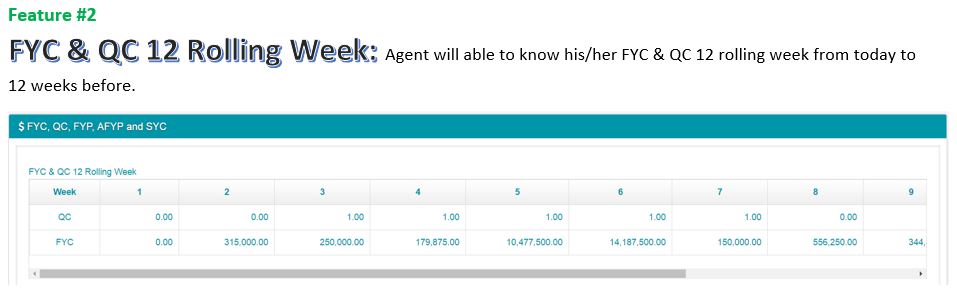 Feature #2
FYC & QC 12 Rolling Week: Agent will able to know his/her FYC & QC 12 rolling week from today to
12 weeks before.
$ FYC, QC, FYP, AFYP and SYC
FYC & QC 12 Rolling Week
Week 1 2 3 4 5 6 7 8 9
QC 0.00 0.00 1.00 1.00 1.00 1.00 1.00 0.00
FYC 0.00 315,000.00 250,000.00 179,875.00 10,477,500.00 14,187,500.00 150,000.00 556,250.00 344,